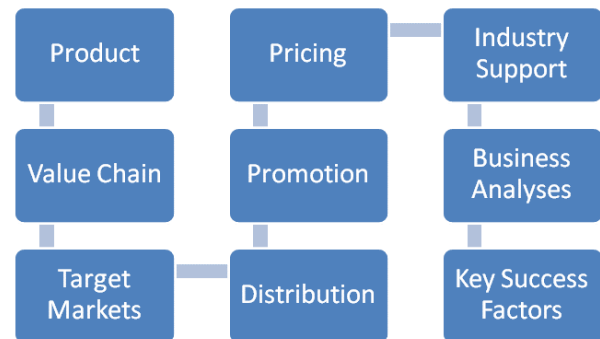 Product
Value Chain
Target
Markets
Distribution
Promotion
Pricing
Industry
Support
Business
Analyses
Key Success
Factors